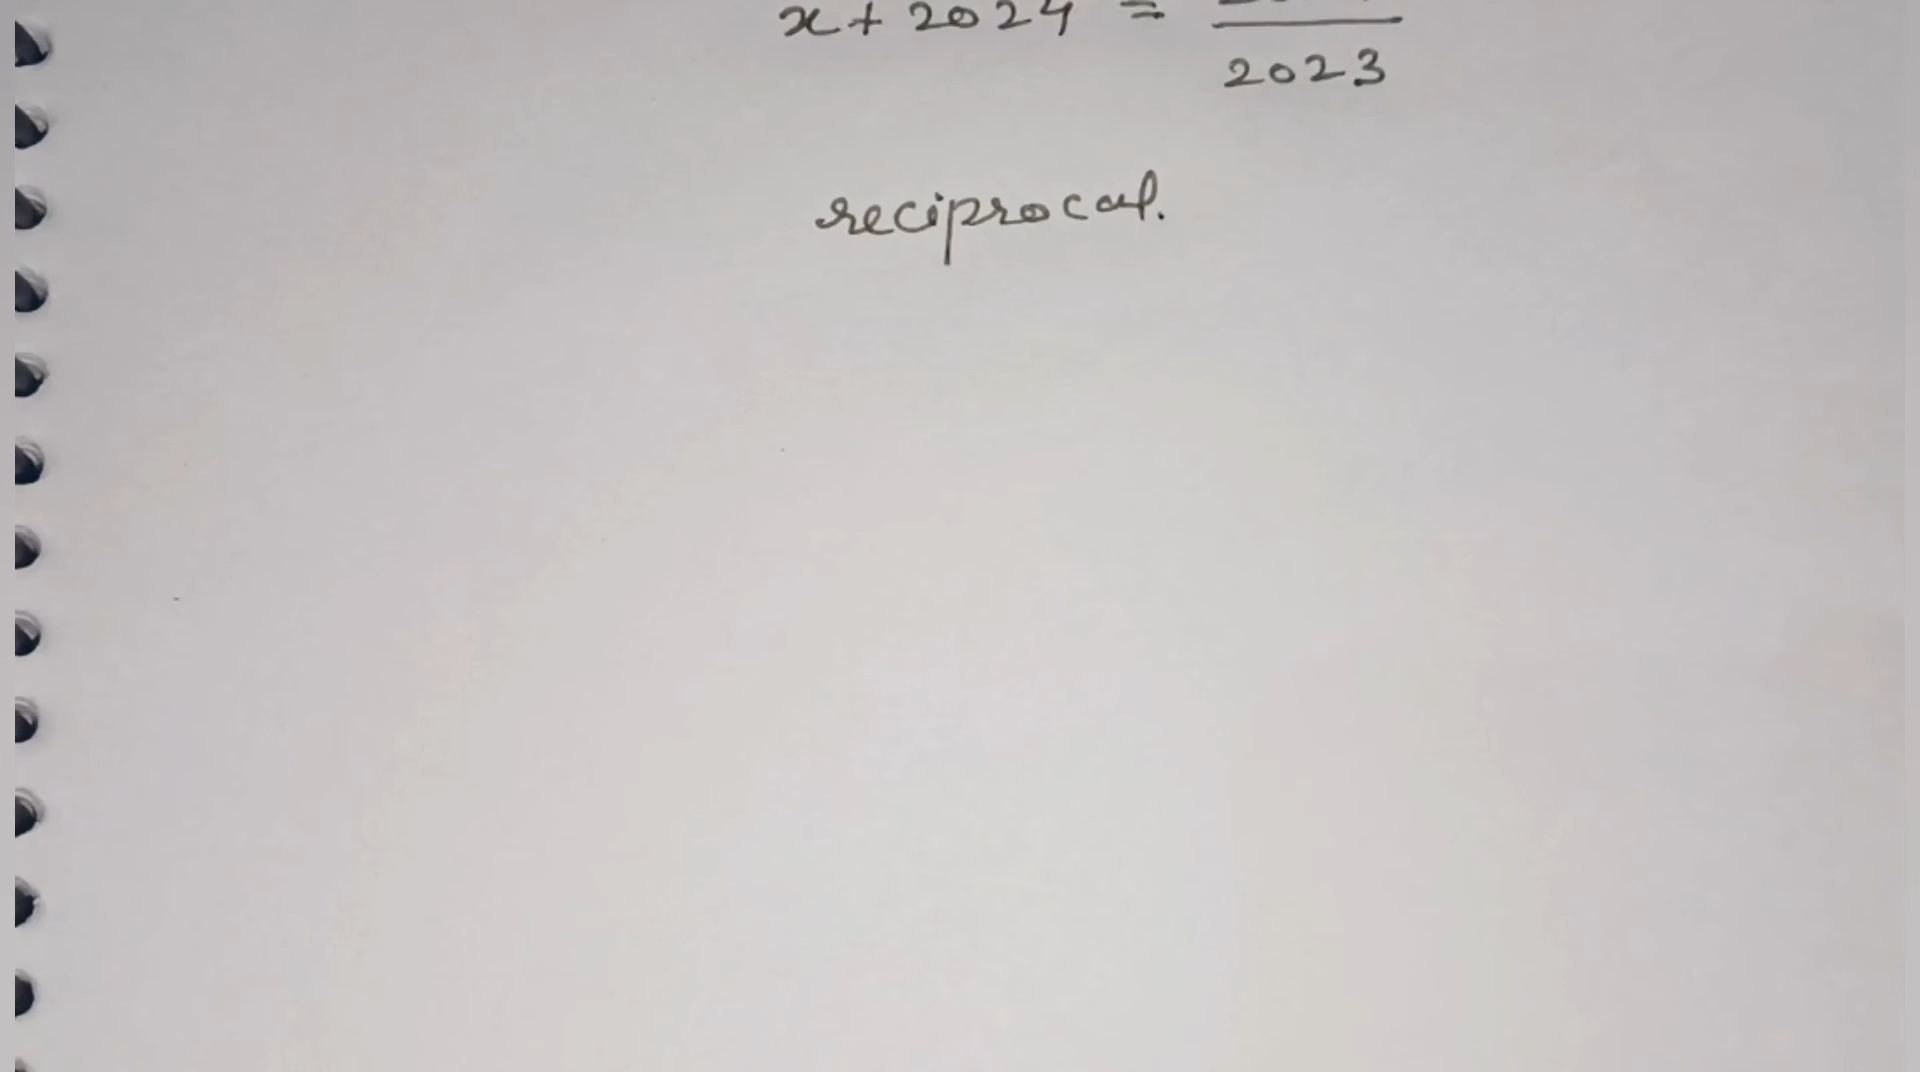 x + 2024 =
2023
reciprocal.